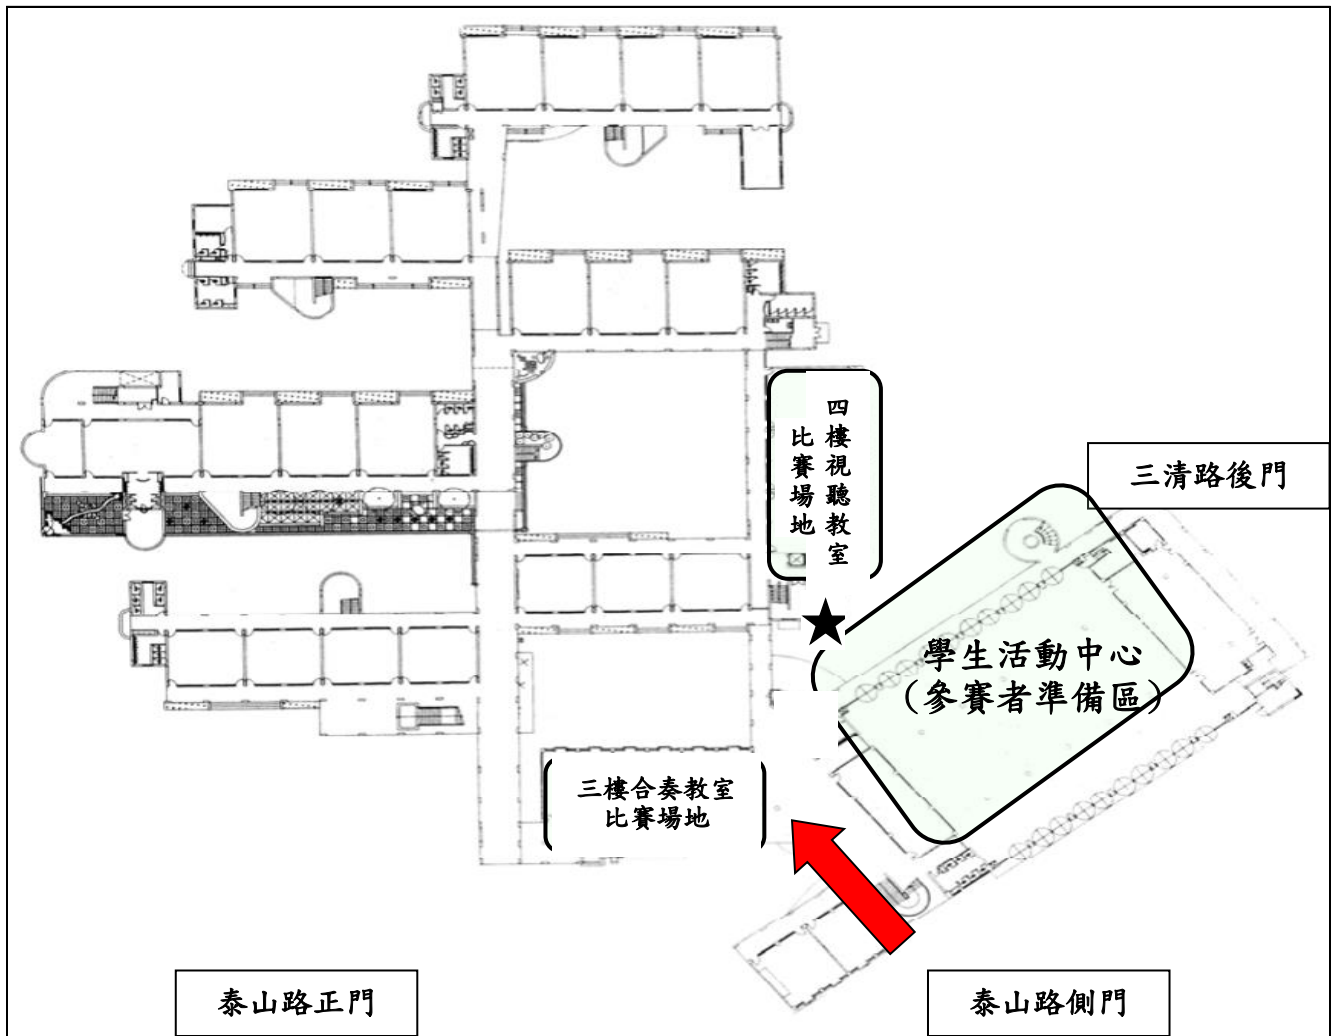 四樓視聽教室
比賽場地
三清路後門
學生活動中心
(參賽者準備區)
三樓合奏教室
比賽場地
泰山路正門
泰山路側門